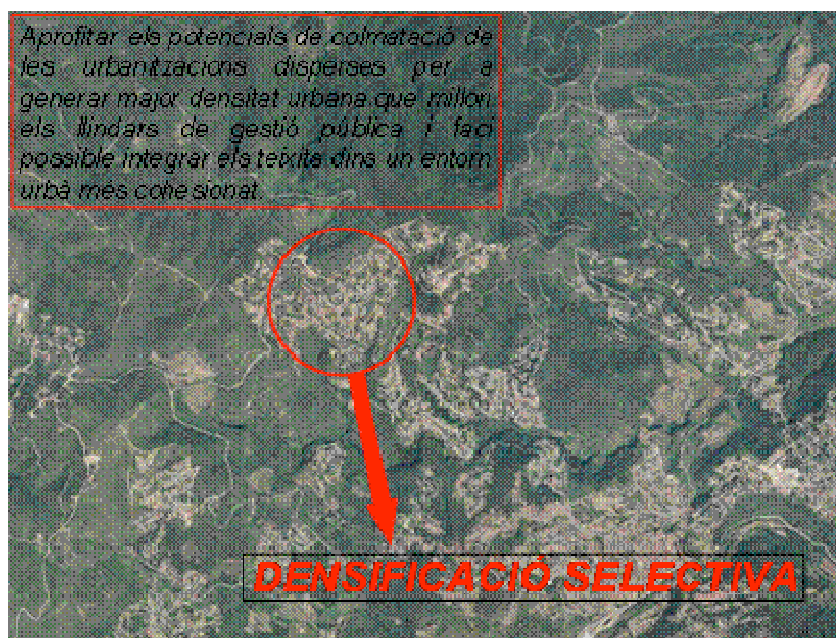 Aprofitar els potencials de colmatació de
les urbanitzacions disperses per a
generar major densitat urbana que millori
els llindars de gestió pública i faci
possible integrar els teixits dins un entorn
urbà més cohesionat.
DENSIFICACIÓ SELECTIVA